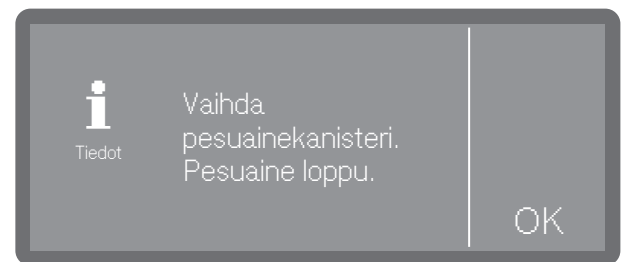 Vaihda
pesuainekanisteri.
Pesuaine loppu.
Tiedot
OK